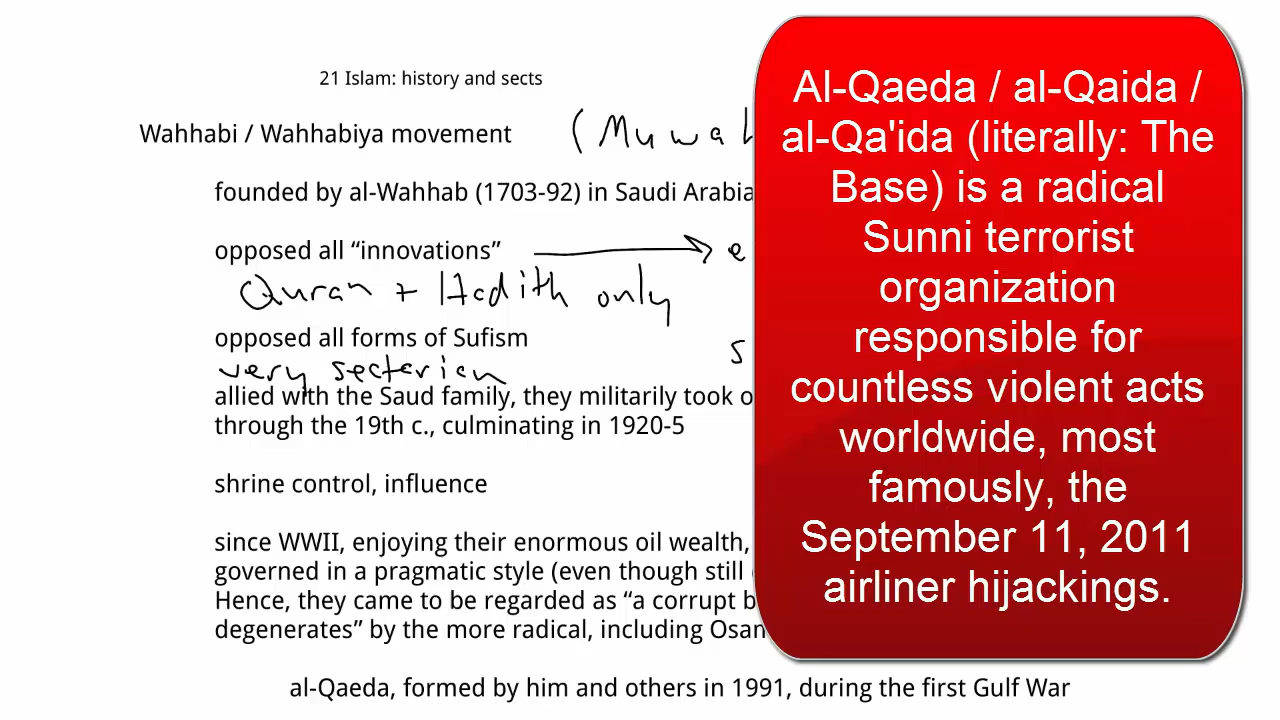 21 Islam: history and sects
Wahhabi / Wahhabiya movement (Muwah
founded by al-Wahhab (1703-92) in Saudi Arabia
opposed all “innovations” → e
Quran + Hadith only
opposed all forms of Sufism
s
very secterian
allied with the Saud family, they militarily took o
through the 19th c., culminating in 1920-5
shrine control, influence
since WWII, enjoying their enormous oil wealth,
governed in a pragmatic style (even though still
Hence, they came to be regarded as “a corrupt b
degenerates” by the more radical, including Osan
al-Qaeda, formed by him and others in 1991, during the first Gulf War
Al-Qaeda / al-Qaida /
al-Qa'ida (literally: The
Base) is a radical
Sunni terrorist
organization
responsible for
countless violent acts
worldwide, most
famously, the
September 11, 2011
airliner hijackings.